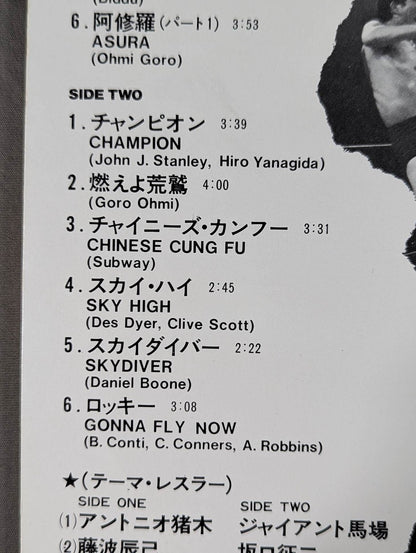 6.阿修羅(パート1) 3:53
ASURA
(Ohmi Goro)
SIDE TWO
1.チャンピオン 3:39
CHAMPION
(John J. Stanley, Hiro Yanagida)
2.燃えよ荒鷲 4:00
(Goro Ohmi)
3.チャイニーズ・カンフー 3:31
CHINESE CUNG FU
(Subway)
4.スカイ・ハイ 2:45
SKY HIGH
(Des Dyer, Clive Scott)
5.スカイダイバー 2:22
SKYDIVER
(Daniel Boone)
6.ロッキー 3:08
GONNA FLY NOW
(B. Conti, C. Conners, A. Robbins)
★(テーマ・レスラー)
SIDE ONE SIDE TWO
(1)アントニオ猪木 ジャイアント馬場
(2)藤波辰己 坂口征二